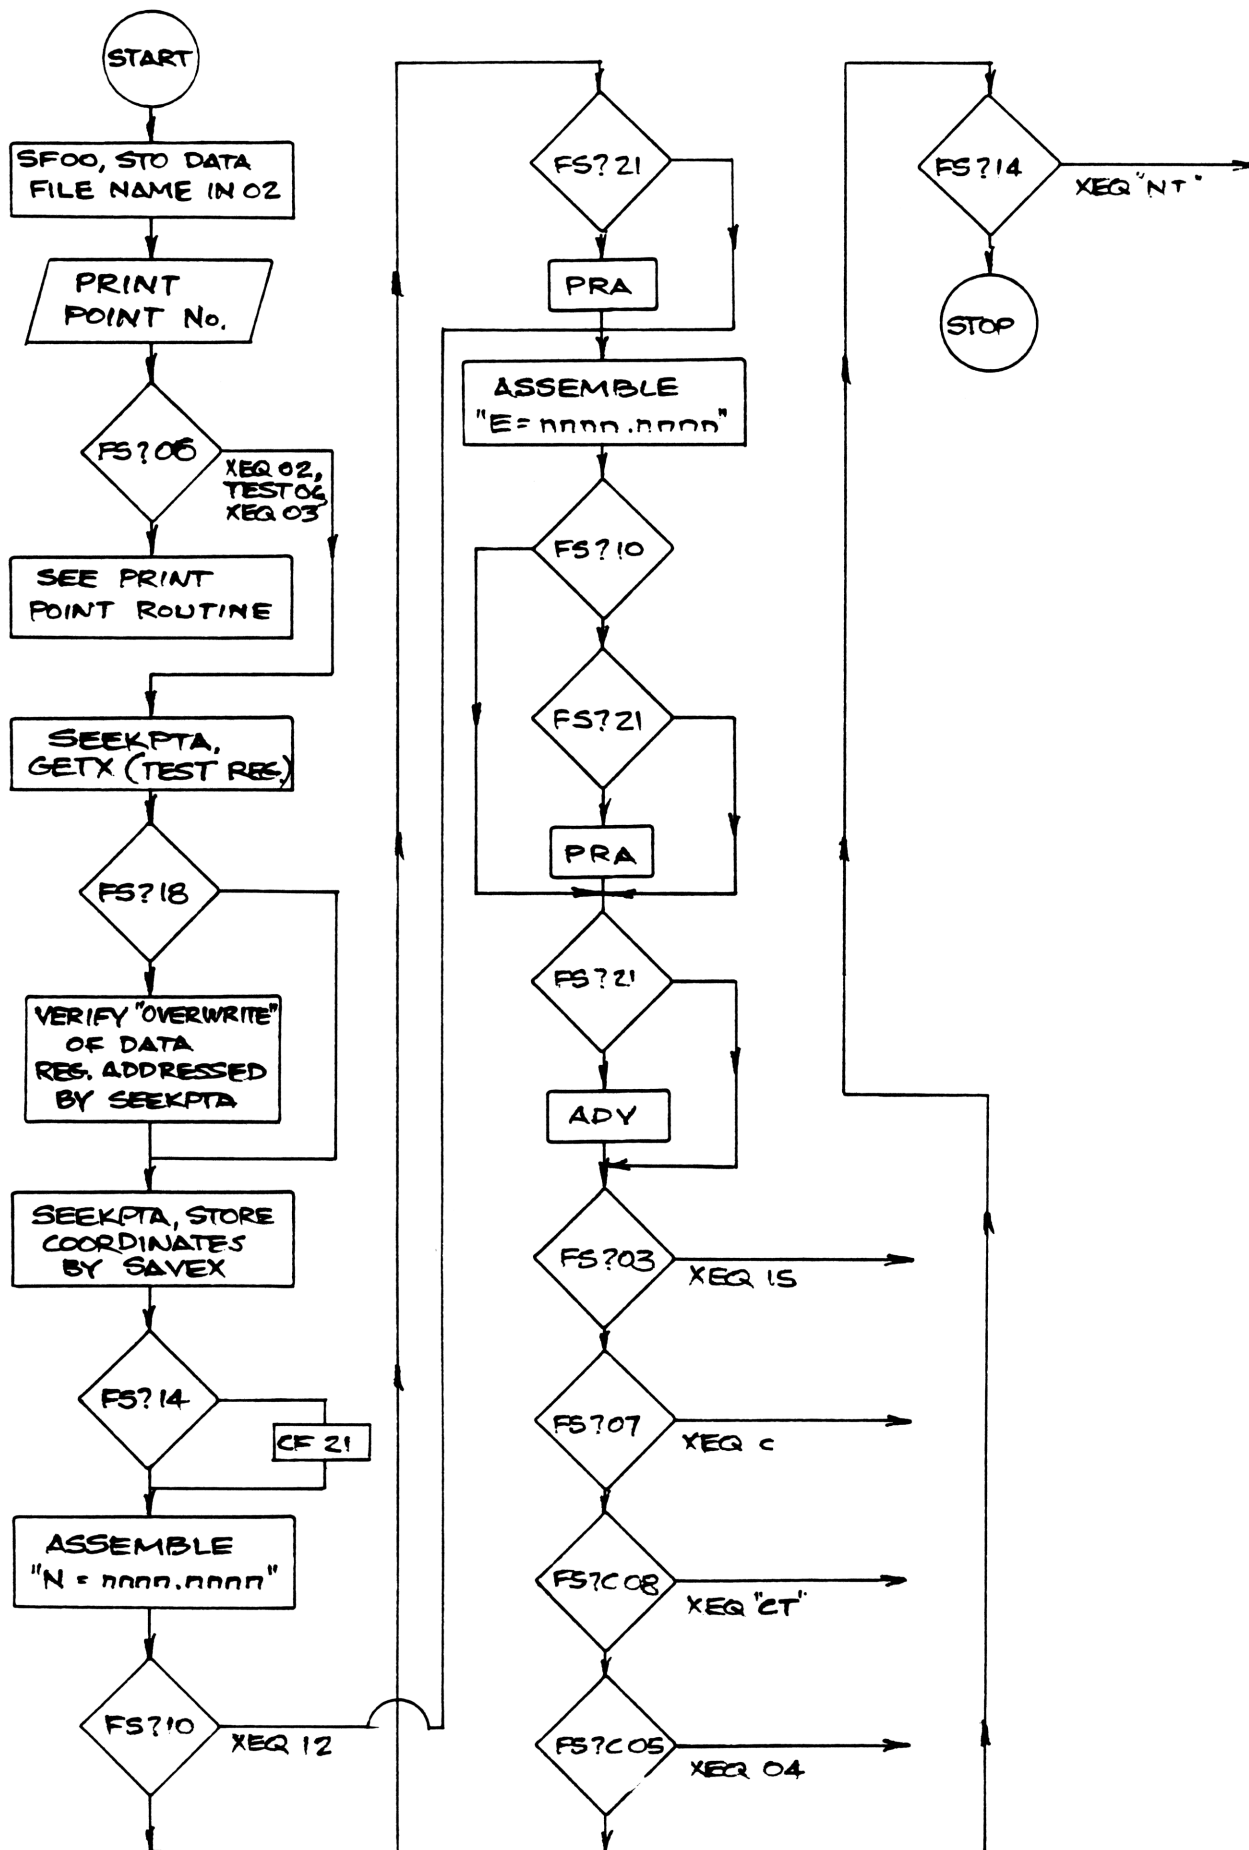 START
SF00, STO DATA
FILE NAME IN 02
PRINT
POINT No.
FS?06
XEQ 02,
TEST 06,
XEQ 03
SEE PRINT
POINT ROUTINE
SEEKPTA,
GETX (TEST REG.)
FS?18
VERIFY "OVERWRITE"
OF DATA
REG. ADDRESSED
BY SEEKPTA
SEEKPTA, STORE
COORDINATES
BY SAVEX
FS?14
CF 21
ASSEMBLE
"N = nnnn.nnnn"
FS?10
XEQ 12
FS?21
PRA
ASSEMBLE
"E= nnnn.nnnn"
FS?10
FS?21
PRA
FS?21
ADV
FS?03
XEQ 15
FS?07
XEQ c
FS?C 08
XEQ "CT"
FS?C 05
XEQ 04
FS?14
XEQ "NT"
STOP